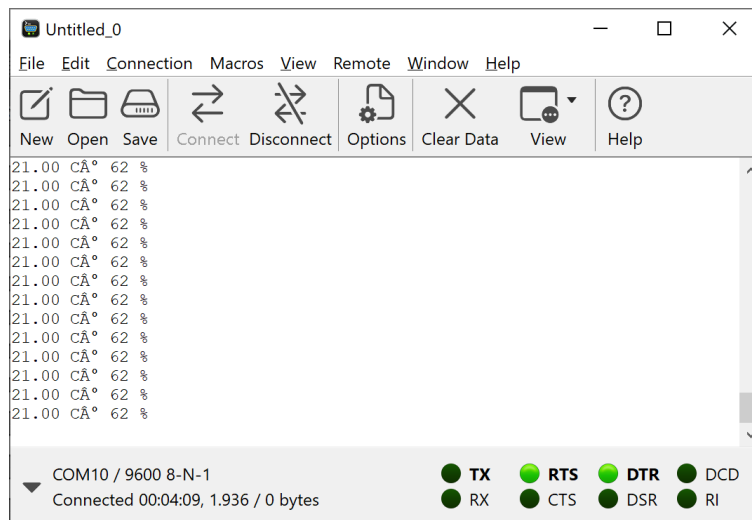 Untitled_0
File Edit Connection Macros View Remote Window Help
New Open Save Connect Disconnect Options Clear Data View Help
21.00 CÂ° 62 %
21.00 CÂ° 62 %
21.00 CÂ° 62 %
21.00 CÂ° 62 %
21.00 CÂ° 62 %
21.00 CÂ° 62 %
21.00 CÂ° 62 %
21.00 CÂ° 62 %
21.00 CÂ° 62 %
21.00 CÂ° 62 %
21.00 CÂ° 62 %
21.00 CÂ° 62 %
21.00 CÂ° 62 %
21.00 CÂ° 62 %
COM10 / 9600 8-N-1 TX RTS DTR DCD
Connected 00:04:09, 1.936 / 0 bytes RX CTS DSR RI